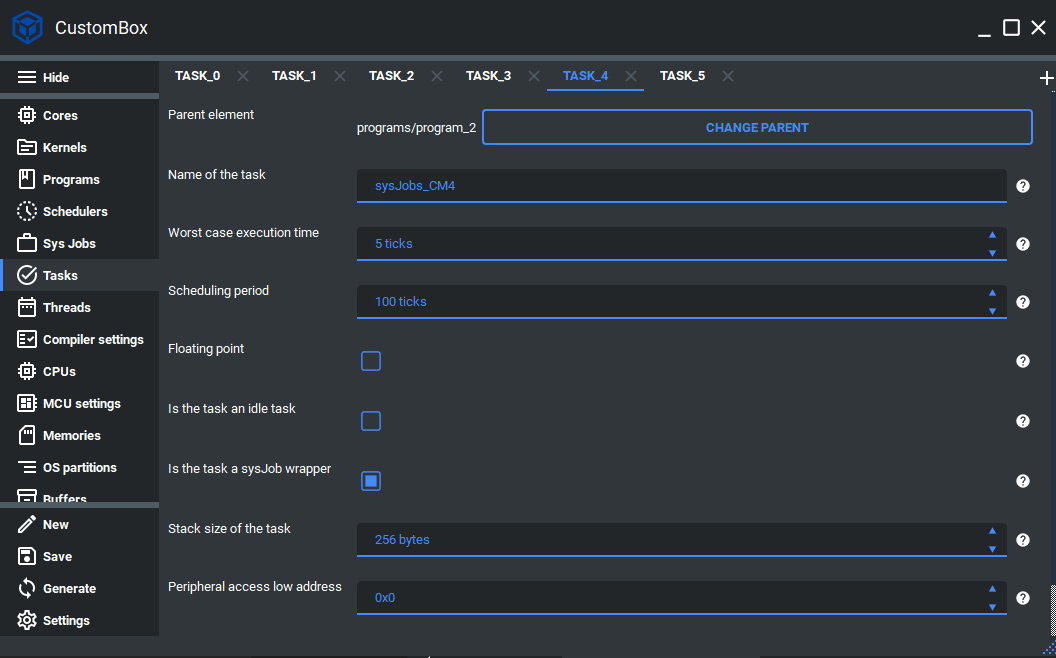 CustomBox
Hide
TASK_0 TASK_1 TASK_2 TASK_3 TASK_4 TASK_5
Cores
Kernels
Programs
Schedulers
Sys Jobs
Tasks
Threads
Compiler settings
CPUs
MCU settings
Memories
OS partitions
Buffers
New
Save
Generate
Settings
Parent element
programs/program_2 CHANGE PARENT
Name of the task
sysJobs_CM4
Worst case execution time
5 ticks
Scheduling period
100 ticks
Floating point
Is the task an idle task
Is the task a sysJob wrapper
Stack size of the task
256 bytes
Peripheral access low address
0x0